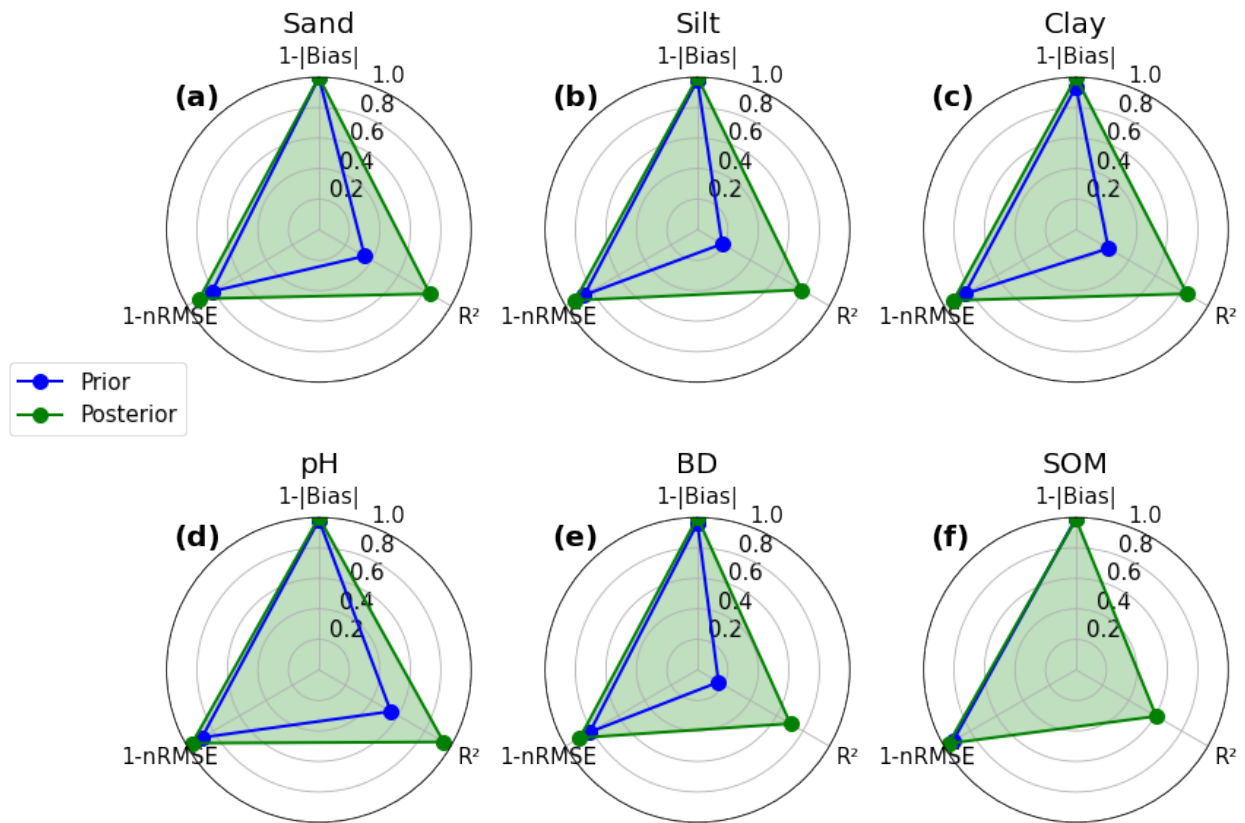 Sand
1-|Bias|
(a)
1.0
0.8
0.6
0.4
0.2
1-nRMSE
R²
Silt
1-|Bias|
(b)
1.0
0.8
0.6
0.4
0.2
1-nRMSE
R²
Clay
1-|Bias|
(c)
1.0
0.8
0.6
0.4
0.2
1-nRMSE
R²
Prior
Posterior
pH
1-|Bias|
(d)
1.0
0.8
0.6
0.4
0.2
1-nRMSE
R²
BD
1-|Bias|
(e)
1.0
0.8
0.6
0.4
0.2
1-nRMSE
R²
SOM
1-|Bias|
(f)
1.0
0.8
0.6
0.4
0.2
1-nRMSE
R²